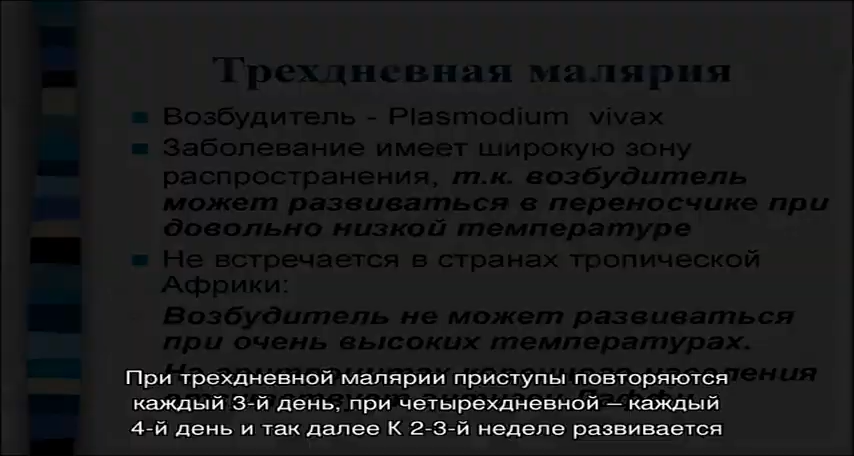 Трехдневная малярия
Возбудитель - Plasmodium vivax
Заболевание имеет широкую зону
распространения, т.к. возбудитель
может развиваться в переносчике при
довольно низкой температуре
Не встречается в странах тропической
Африки:
Возбудитель не может развиваться
при очень высоких температурах.
При трехдневной малярии приступы повторяются
каждый 3-й день, при четырехдневной – каждый
4-й день и так далее К 2-3-й неделе развивается